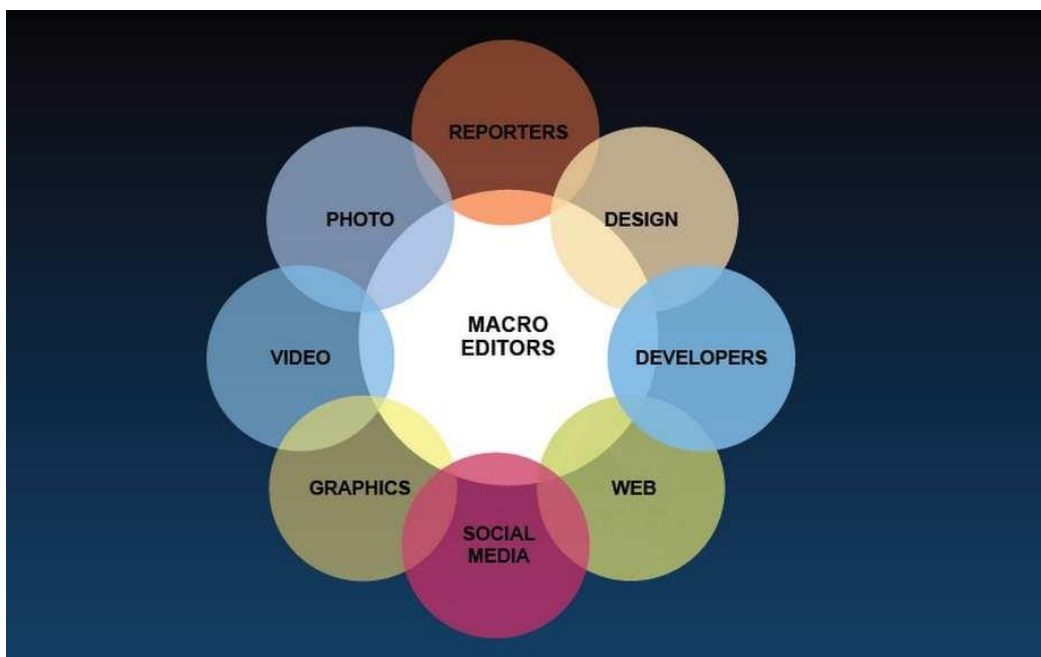 REPORTERS
PHOTO
DESIGN
MACRO
EDITORS
VIDEO
DEVELOPERS
GRAPHICS
WEB
SOCIAL
MEDIA